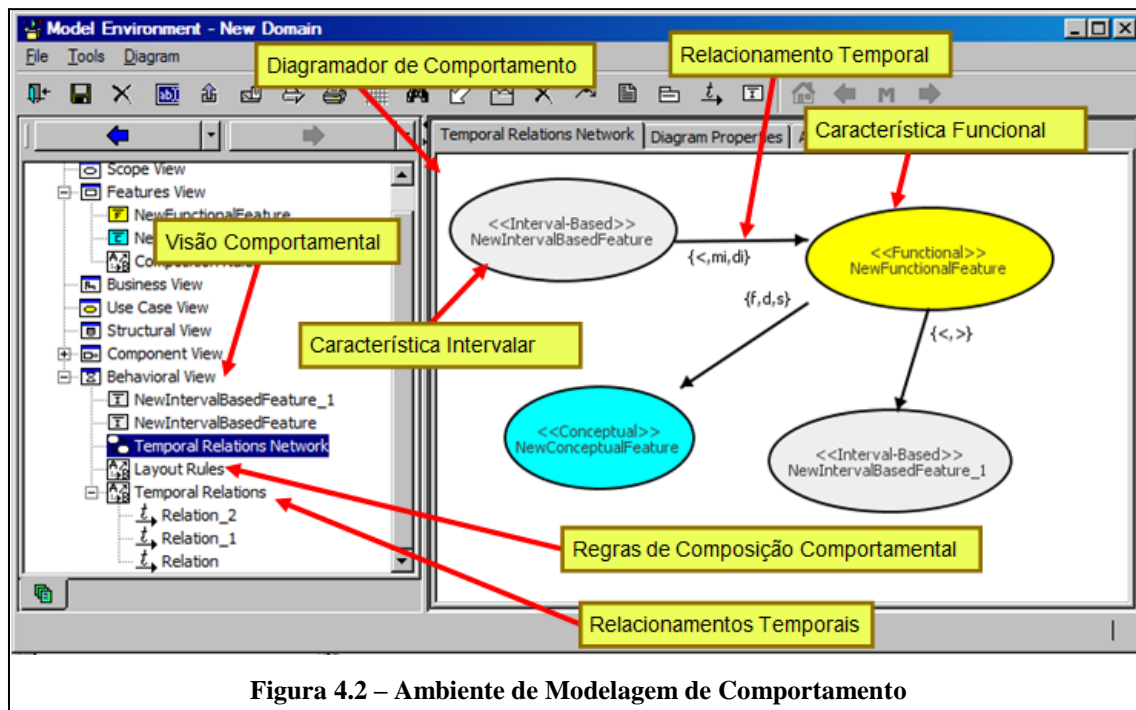 Model Environment - New Domain
File Tools Diagram
Diagramador de Comportamento
Relacionamento Temporal
Característica Funcional
Temporal Relations Network
Diagram Properties
Scope View
Features View
NewFunctionalFeature
Ne
Visão Comportamental
Business View
Use Case View
Structural View
Component View
Behavioral View
NewIntervalBasedFeature_1
NewIntervalBasedFeature
Temporal Relations Network
Layout Rules
Temporal Relations
Relation_2
Relation_1
Relation
<<Interval-Based>>
NewIntervalBasedFeature
{<,mi,di}
<<Functional>>
NewFunctionalFeature
{f,d,s}
{<,>}
Característica Intervalar
<<Conceptual>>
NewConceptualFeature
<<Interval-Based>>
NewIntervalBasedFeature_1
Regras de Composição Comportamental
Relacionamentos Temporais
Figura 4.2 – Ambiente de Modelagem de Comportamento